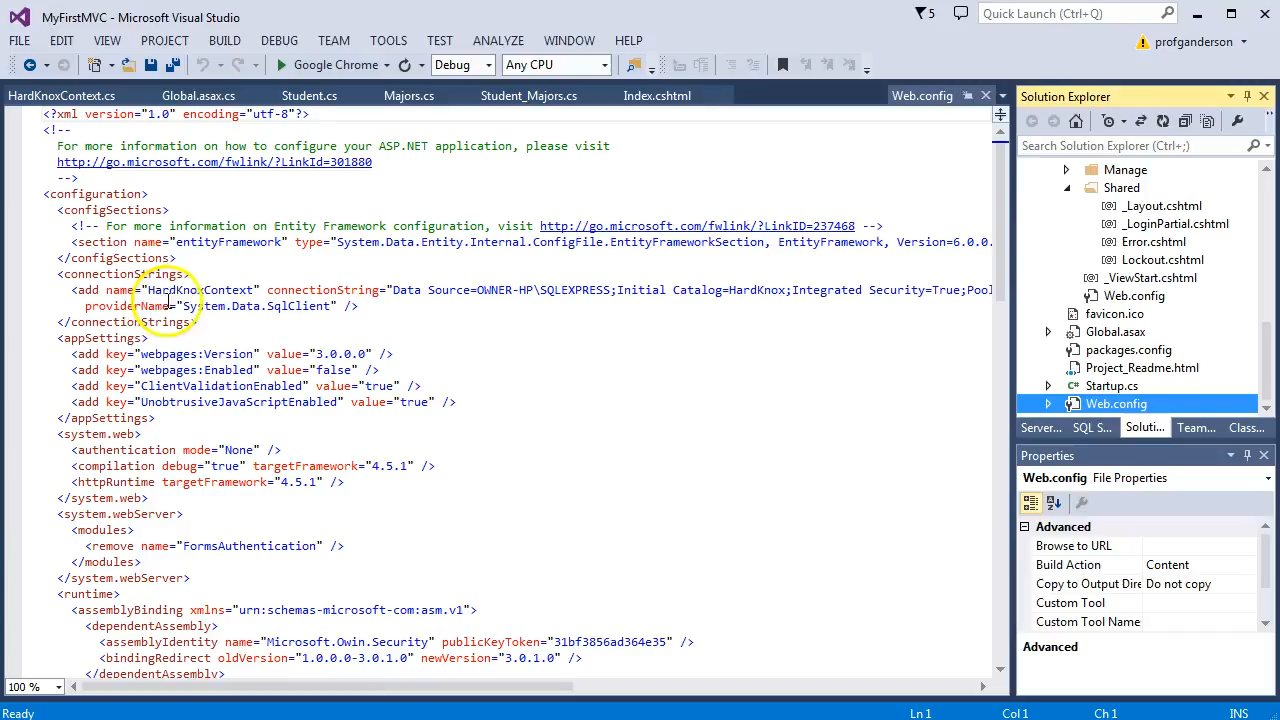 MyFirstMVC - Microsoft Visual Studio
5
Quick Launch (Ctrl+Q)
FILE EDIT VIEW PROJECT BUILD DEBUG TEAM TOOLS TEST ANALYZE WINDOW HELP
profganderson
Google Chrome Debug Any CPU
HardKnoxContext.cs Global.asax.cs Student.cs Majors.cs Student_Majors.cs Index.cshtml Web.config
<?xml version="1.0" encoding="utf-8"?>
<!--
For more information on how to configure your ASP.NET application, please visit
http://go.microsoft.com/fwlink/?LinkId=301880
-->
<configuration>
<configSections>
<!-- For more information on Entity Framework configuration, visit http://go.microsoft.com/fwlink/?LinkID=237468 -->
<section name="entityFramework" type="System.Data.Entity.Internal.ConfigFile.EntityFrameworkSection, EntityFramework, Version=6.0.0.
</configSections>
<connectionStrings>
<add name="HardKnoxContext" connectionString="Data Source=OWNER-HP\SQLEXPRESS;Initial Catalog=HardKnox;Integrated Security=True;Pool
providerName="System.Data.SqlClient" />
</connectionStrings>
<appSettings>
<add key="webpages:Version" value="3.0.0.0" />
<add key="webpages:Enabled" value="false" />
<add key="ClientValidationEnabled" value="true" />
<add key="UnobtrusiveJavaScriptEnabled" value="true" />
</appSettings>
<system.web>
<authentication mode="None" />
<compilation debug="true" targetFramework="4.5.1" />
<httpRuntime targetFramework="4.5.1" />
</system.web>
<system.webServer>
<modules>
<remove name="FormsAuthentication" />
</modules>
</system.webServer>
<runtime>
<assemblyBinding xmlns="urn:schemas-microsoft-com:asm.v1">
<dependentAssembly>
<assemblyIdentity name="Microsoft.Owin.Security" publicKeyToken="31bf3856ad364e35" />
<bindingRedirect oldVersion="1.0.0.0-3.0.1.0" newVersion="3.0.1.0" />
</dependentAssembly>
100 %
Solution Explorer
Search Solution Explorer (Ctrl+;)
Manage
Shared
_Layout.cshtml
_LoginPartial.cshtml
Error.cshtml
Lockout.cshtml
_ViewStart.cshtml
Web.config
favicon.ico
Global.asax
packages.config
Project_Readme.html
Startup.cs
Web.config
Server... SQL S... Soluti... Team... Class...
Properties
Web.config File Properties
Advanced
Browse to URL
Build Action Content
Copy to Output Dire Do not copy
Custom Tool
Custom Tool Name
Advanced
Ready Ln 1 Col 1 Ch 1 INS